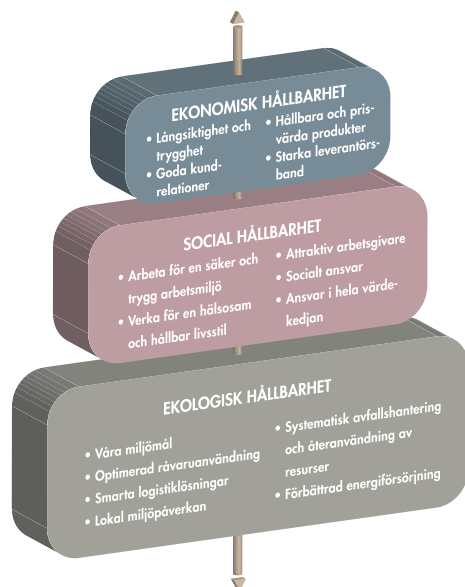 EKONOMISK HÅLLBARHET
• Långsiktighet och
trygghet
• Goda kund-
relationer
• Hållbara och pris-
värda produkter
• Starka leverantörs-
band
SOCIAL HÅLLBARHET
• Arbeta för en säker och
trygg arbetsmiljö
• Verka för en hälsosam
och hållbar livsstil
• Attraktiv arbetsgivare
• Socialt ansvar
• Ansvar i hela värde-
kedjan
EKOLOGISK HÅLLBARHET
• Våra miljömål
• Optimerad råvaruanvändning
• Smarta logistiklösningar
• Lokal miljöpåverkan
• Systematisk avfallshantering
och återanvändning av
resurser
• Förbättrad energiförsörjning